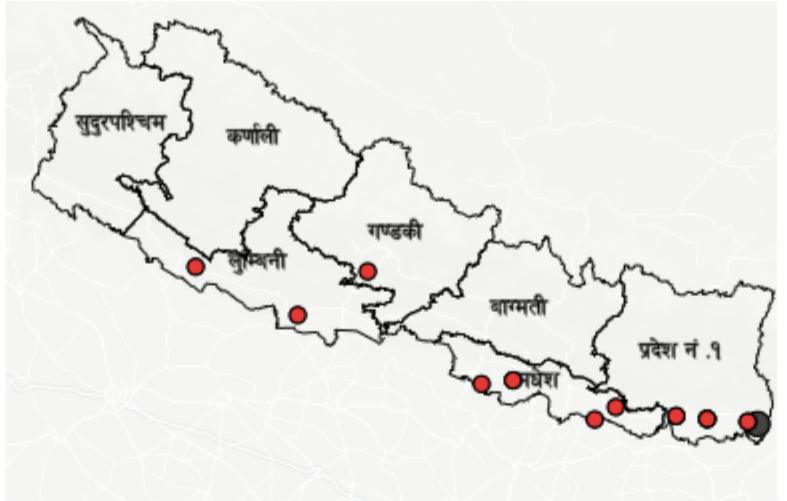 सुदुरपश्चिम
कर्णाली
गण्डकी
लुम्बिनी
बाग्मती
प्रदेश नं .१
मधेश